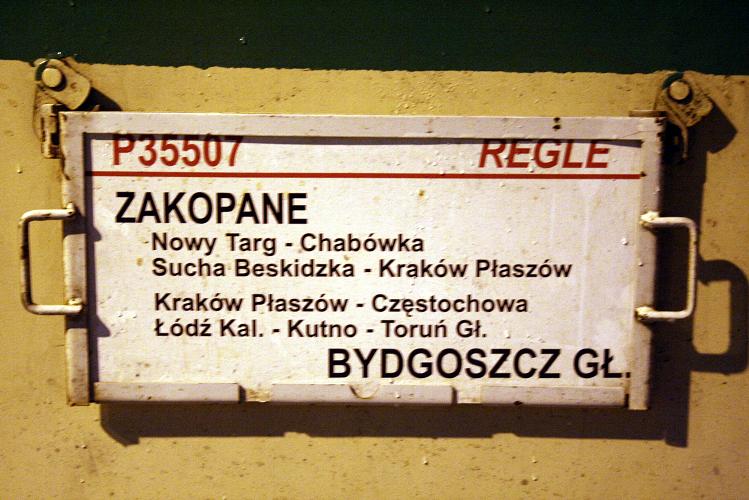 P35507 REGLE
ZAKOPANE
Nowy Targ - Chabówka
Sucha Beskidzka - Kraków Płaszów
Kraków Płaszów - Częstochowa
Łódź Kal. - Kutno - Toruń Gł.
BYDGOSZCZ GŁ.